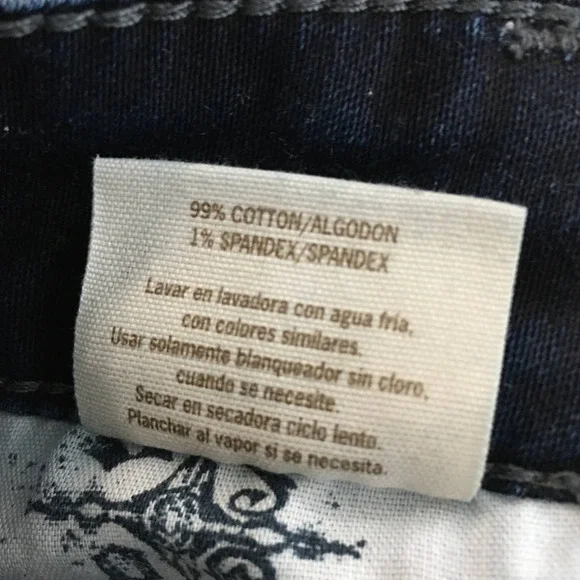 99% COTTON/ALGODON
1% SPANDEX/SPANDEX
Lavar en lavadora con agua fría,
con colores similares.
Usar solamente blanqueador sin cloro,
cuando se necesite.
Secar en secadora ciclo lento.
Planchar al vapor si se necesita.